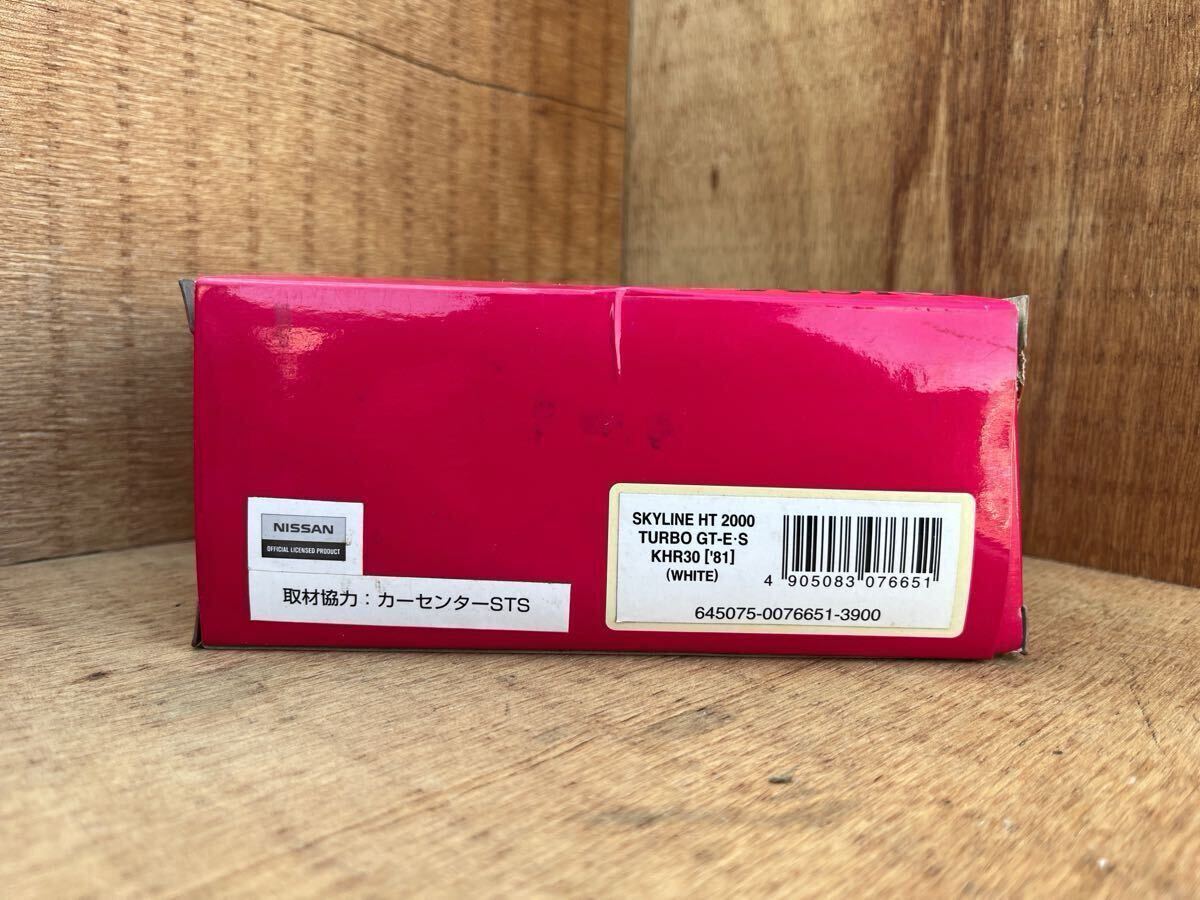 NISSAN
OFFICIAL LICENSED PRODUCT
取材協力：カーセンターSTS
SKYLINE HT 2000
TURBO GT-E·S
KHR30 ['81]
(WHITE)
4 905083 076651
645075-0076651-3900